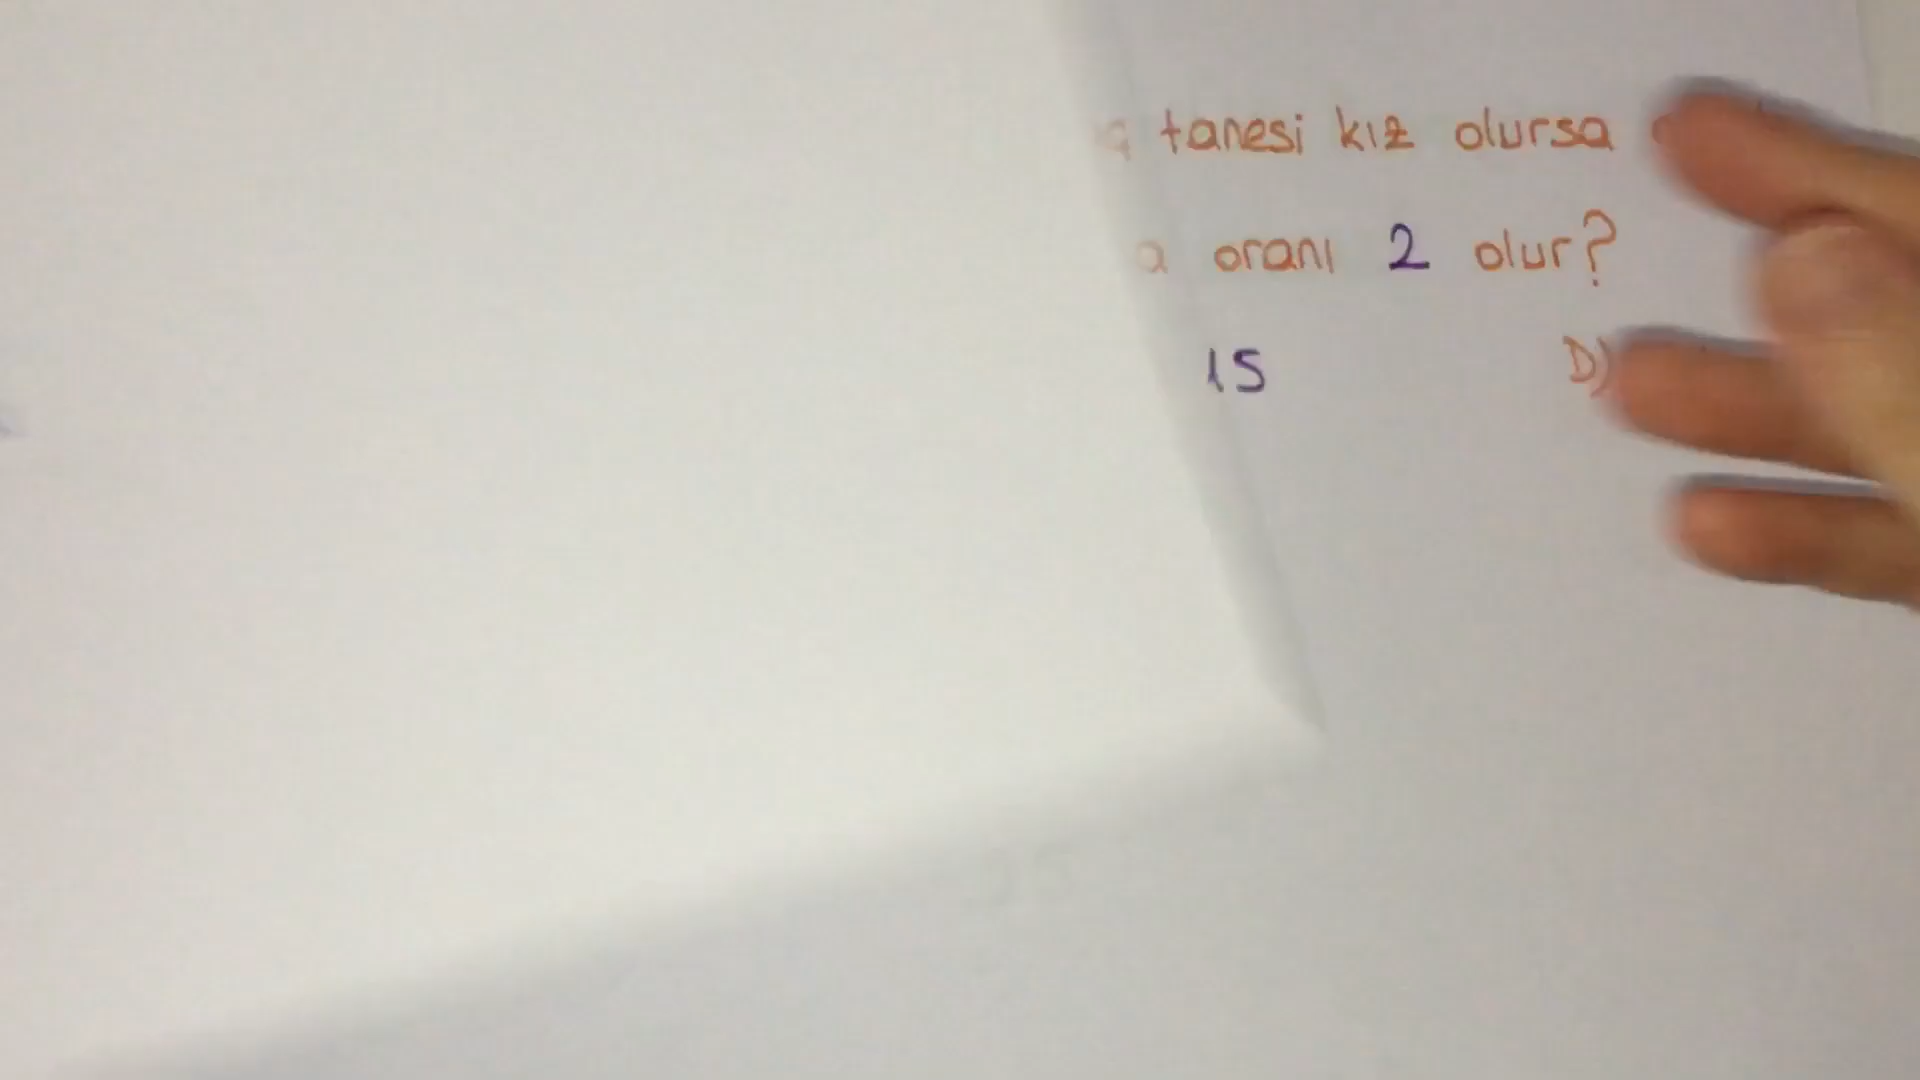 tanesi kız olursa
a oranı 2 olur?
15 D)